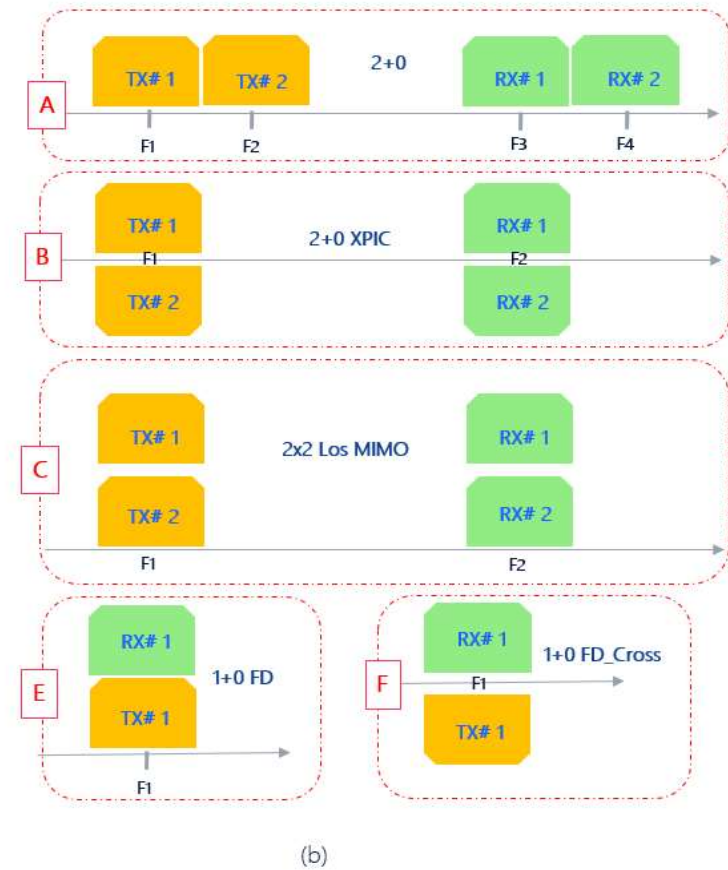 A
TX# 1
TX# 2
2+0
RX# 1
RX# 2
F1
F2
F3
F4
B
TX# 1
F1
TX# 2
2+0 XPIC
RX# 1
F2
RX# 2
C
TX# 1
TX# 2
F1
2x2 Los MIMO
RX# 1
RX# 2
F2
E
RX# 1
TX# 1
F1
1+0 FD
F
RX# 1
F1
TX# 1
1+0 FD_Cross
(b)